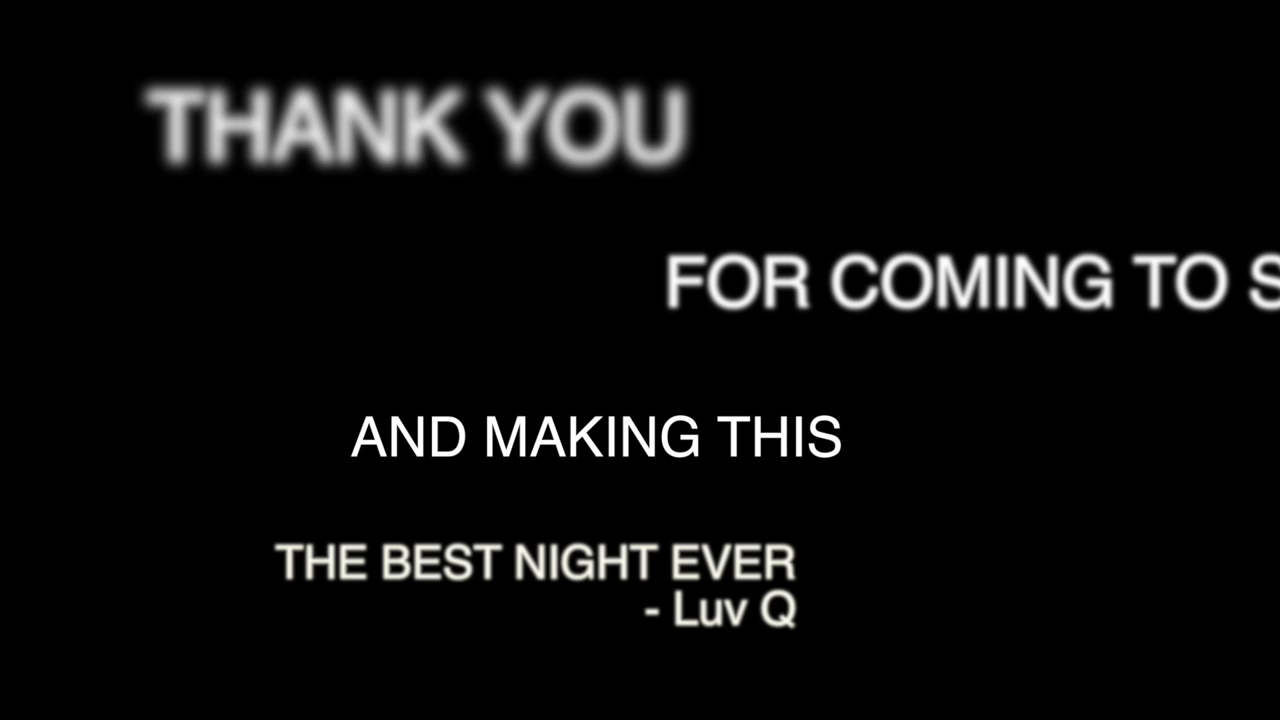 THANK YOU
FOR COMING TO S
AND MAKING THIS
THE BEST NIGHT EVER
- Luv Q